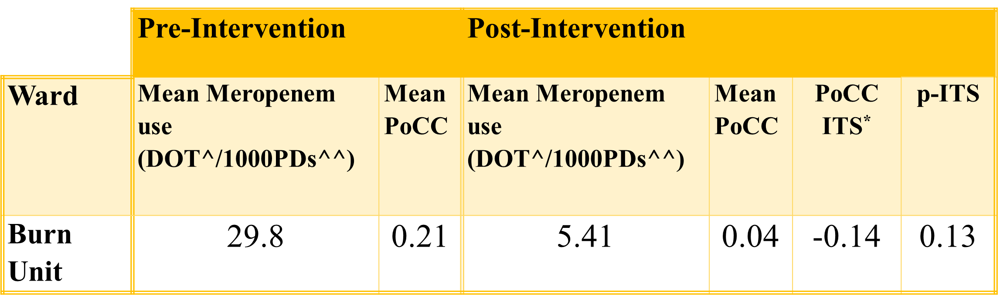 Pre-Intervention Post-Intervention
Ward
Mean Meropenem
use
(DOT^/1000PDs^^)
Mean
PoCC
Mean Meropenem
use
(DOT^/1000PDs^^)
Mean
PoCC
PoCC
ITS*
p-ITS
Burn
Unit
29.8
0.21
5.41
0.04
-0.14
0.13